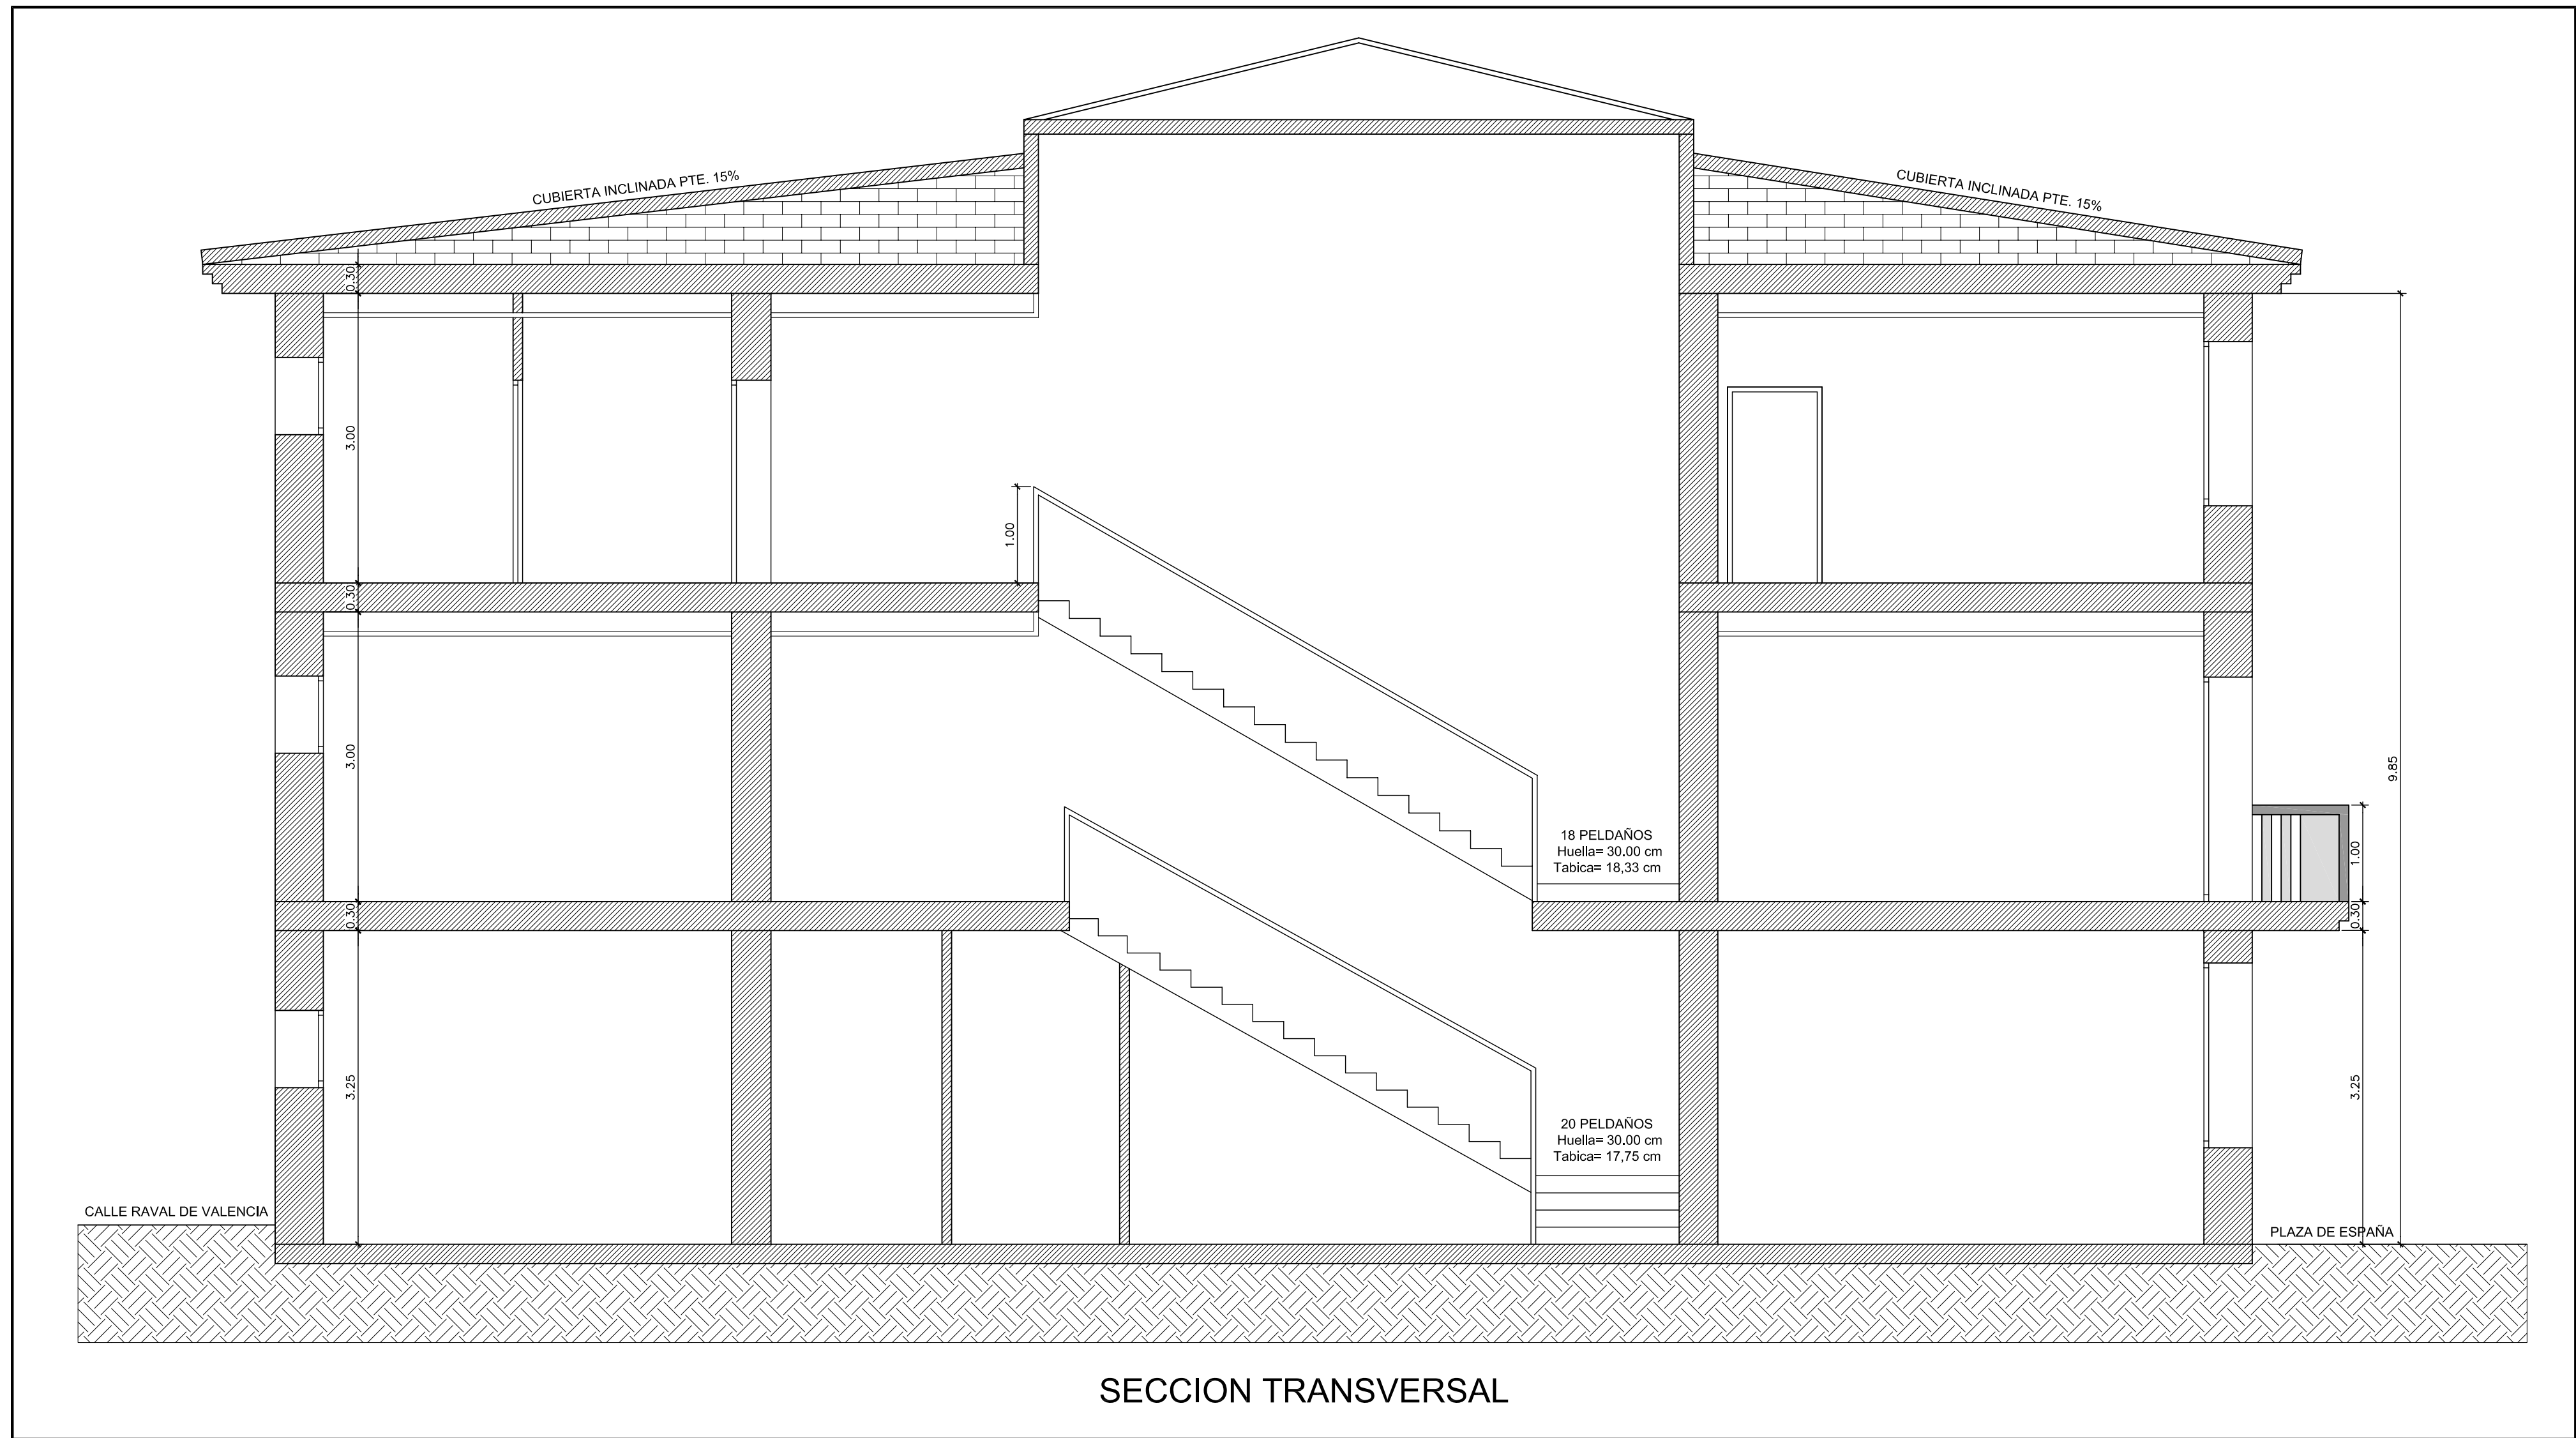 CUBIERTA INCLINADA PTE. 15%
CUBIERTA INCLINADA PTE. 15%
0.30
3.00
1.00
0.30
3.00
9.85
18 PELDAÑOS
Huella= 30.00 cm
Tabica= 18,33 cm
1.00
0.30
0.30
3.25
3.25
20 PELDAÑOS
Huella= 30.00 cm
Tabica= 17,75 cm
CALLE RAVAL DE VALENCIA
PLAZA DE ESPAÑA
SECCION TRANSVERSAL